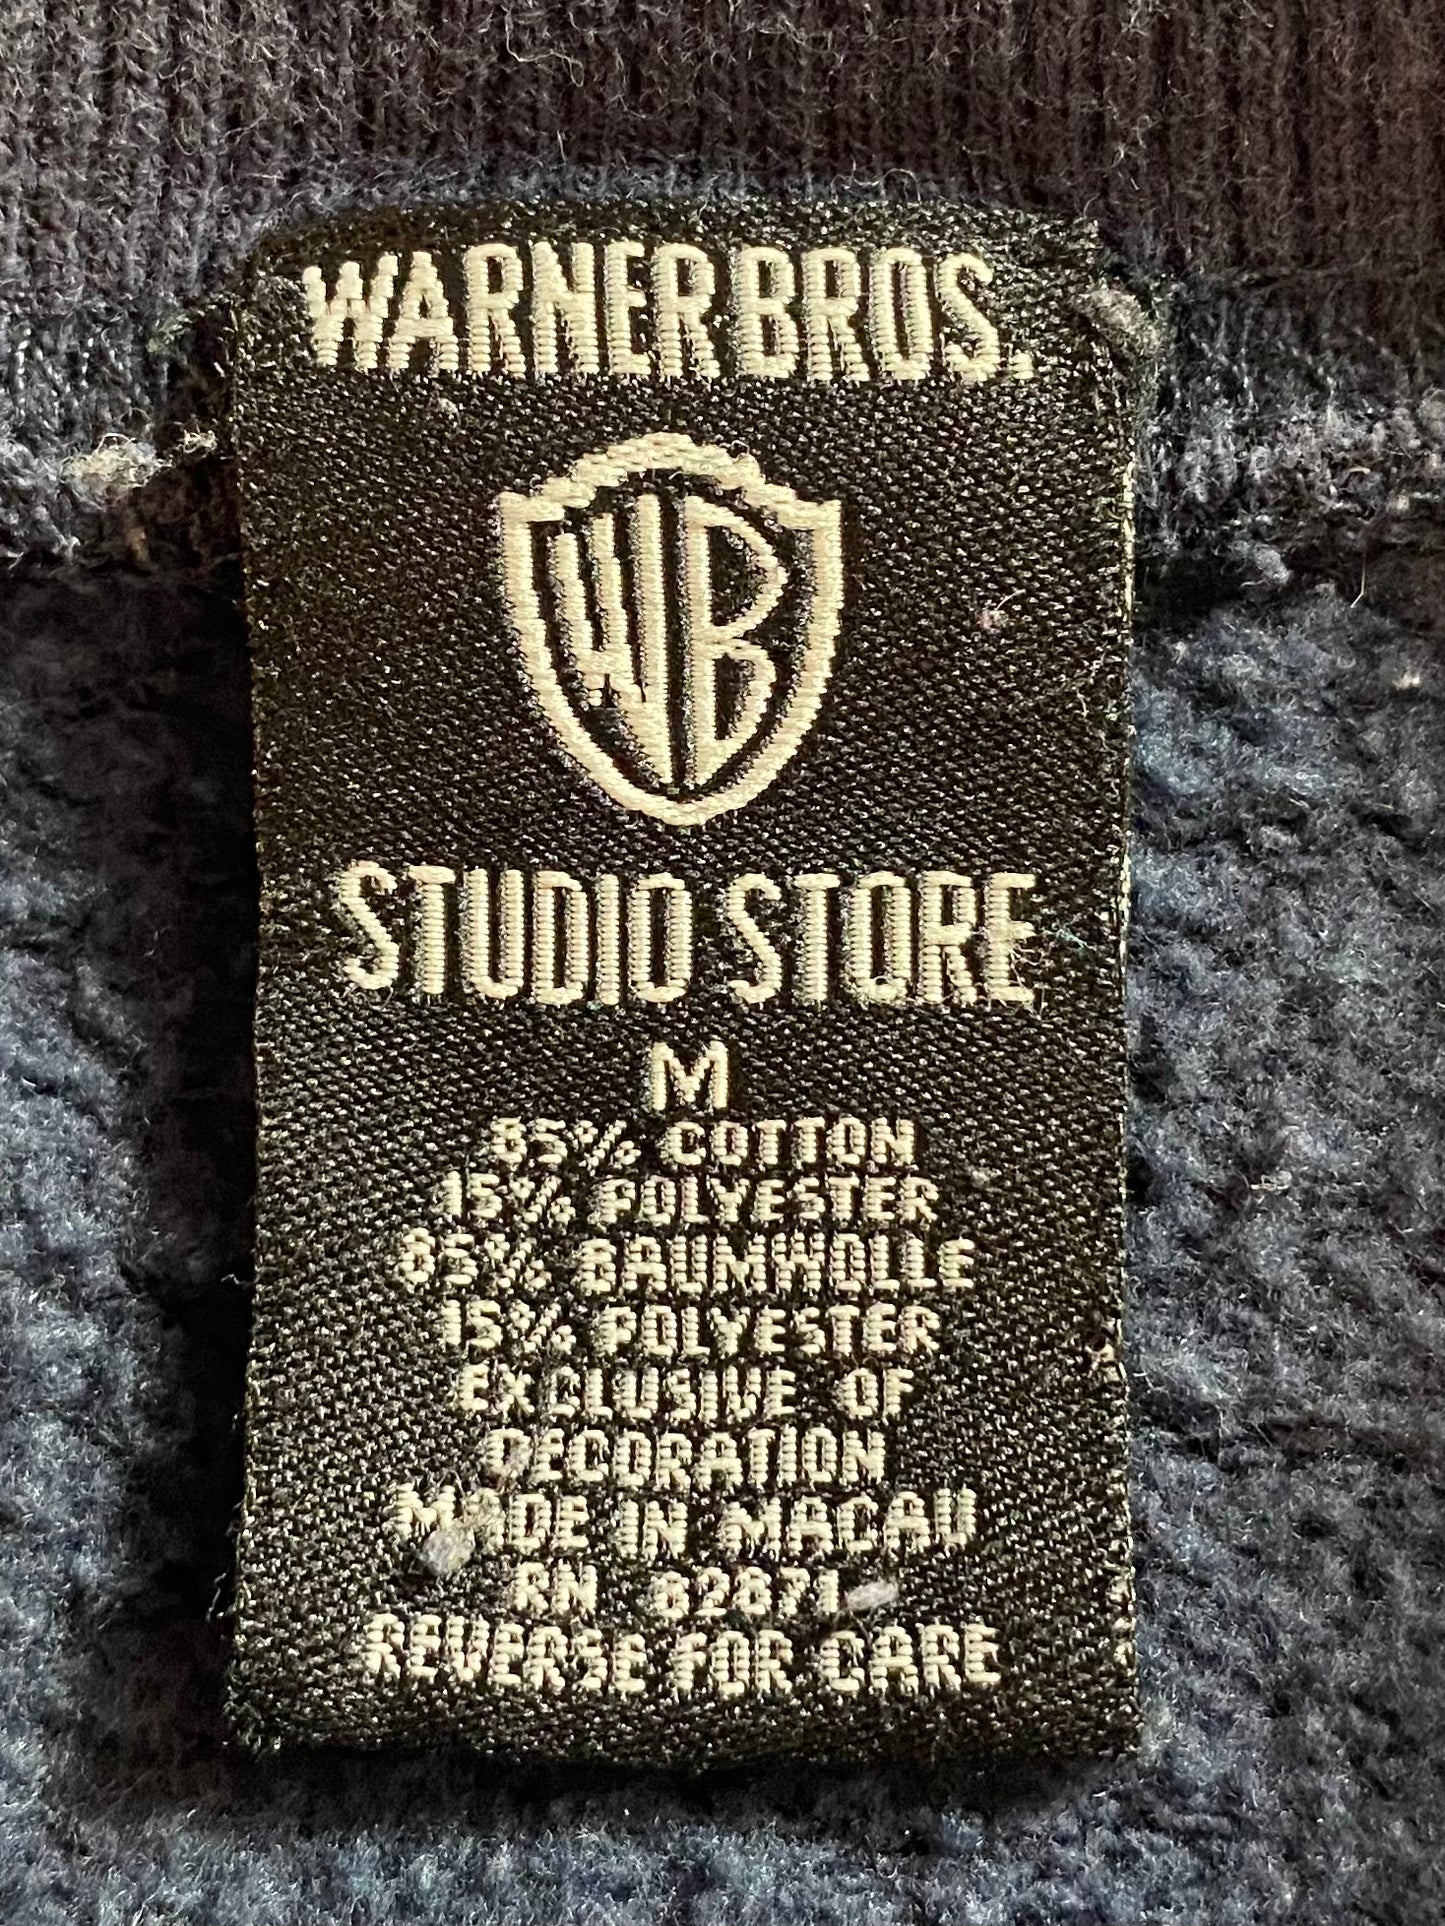 WARNER BROS.
WB
STUDIO STORE
M
85% COTTON
15% POLYESTER
85% BAUMWOLLE
15% POLYESTER
EXCLUSIVE OF
DECORATION
MADE IN MACAU
RN 82871
REVERSE FOR CARE